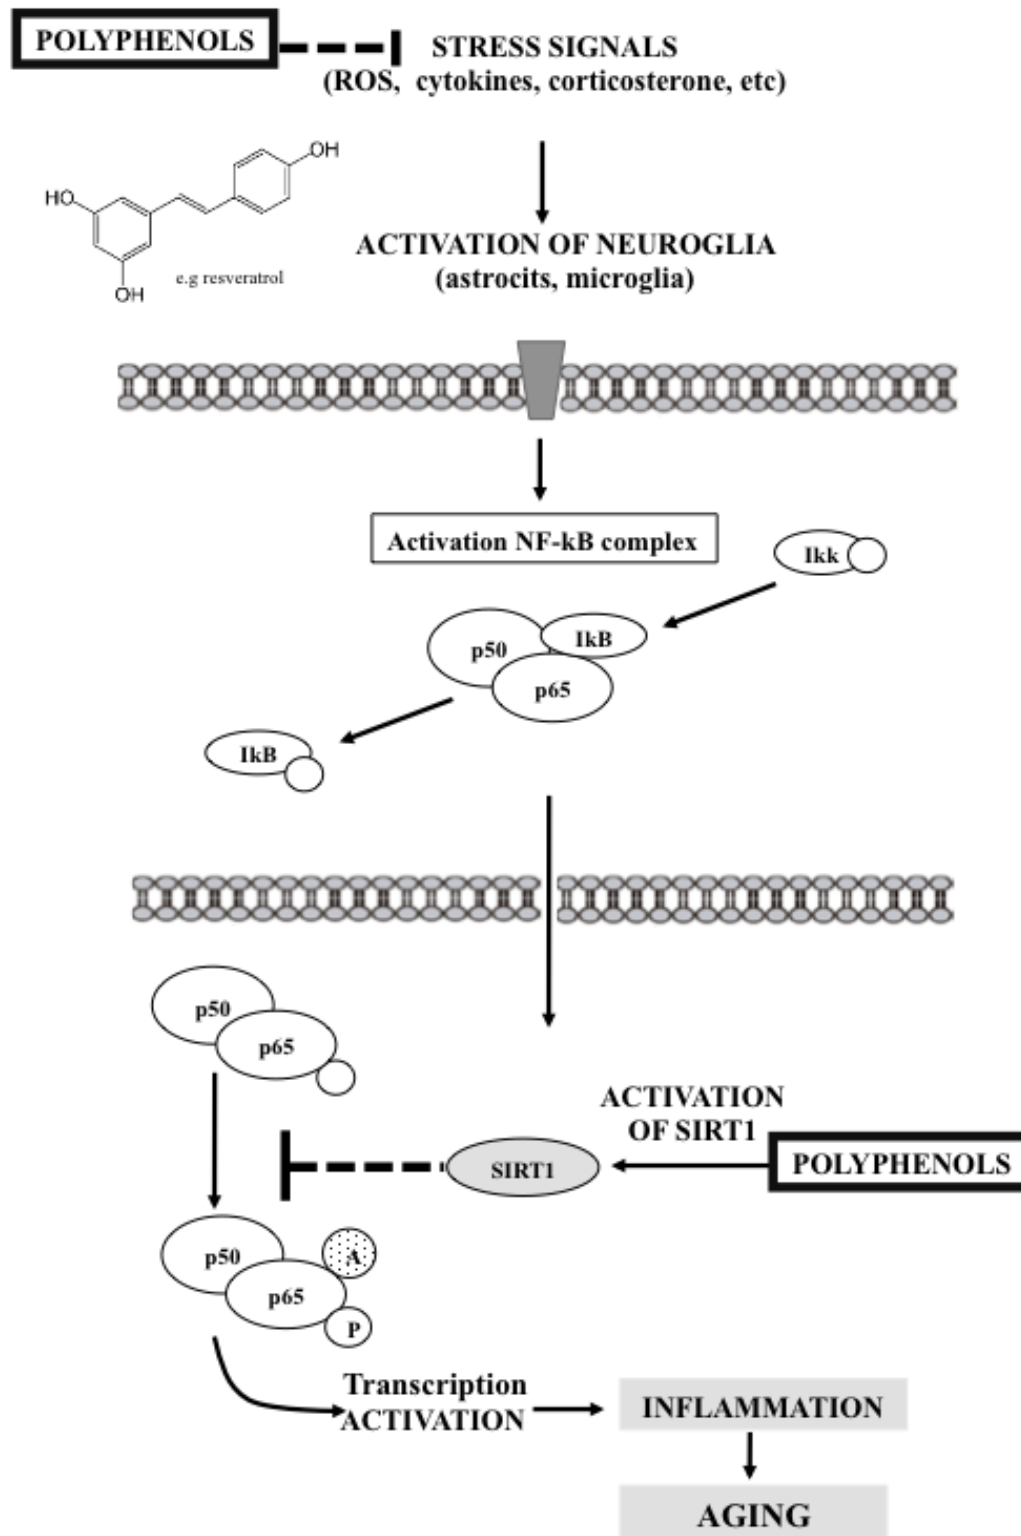 POLYPHENOLS
STRESS SIGNALS
(ROS, cytokines, corticosterone, etc)
OH
HO
OH
e.g resveratrol
ACTIVATION OF NEUROGLIA
(astrocits, microglia)
Activation NF-kB complex
Ikk
p50
IkB
p65
IkB
p50
p65
ACTIVATION
OF SIRT1
POLYPHENOLS
SIRT1
p50
A
p65
P
Transcription
ACTIVATION
INFLAMMATION
AGING